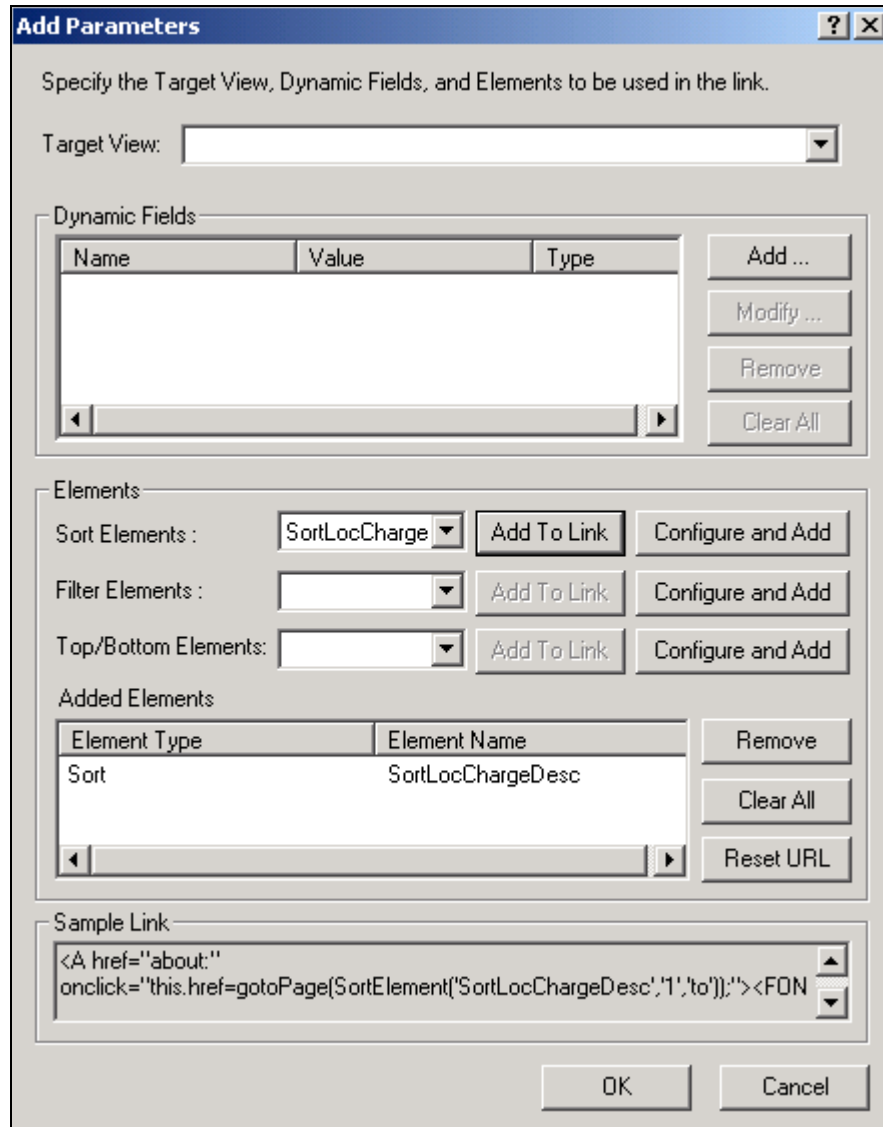 Add Parameters
Specify the Target View, Dynamic Fields, and Elements to be used in the link.
Target View:
Dynamic Fields
Name Value Type
Add ...
Modify ...
Remove
Clear All
Elements
Sort Elements : SortLocCharge Add To Link Configure and Add
Filter Elements : Add To Link Configure and Add
Top/Bottom Elements: Add To Link Configure and Add
Added Elements
Element Type Element Name
Sort SortLocChargeDesc
Remove
Clear All
Reset URL
Sample Link
<A href="about:"
onclick="this.href=gotoPage(SortElement('SortLocChargeDesc','1','to'));"><FON
OK Cancel